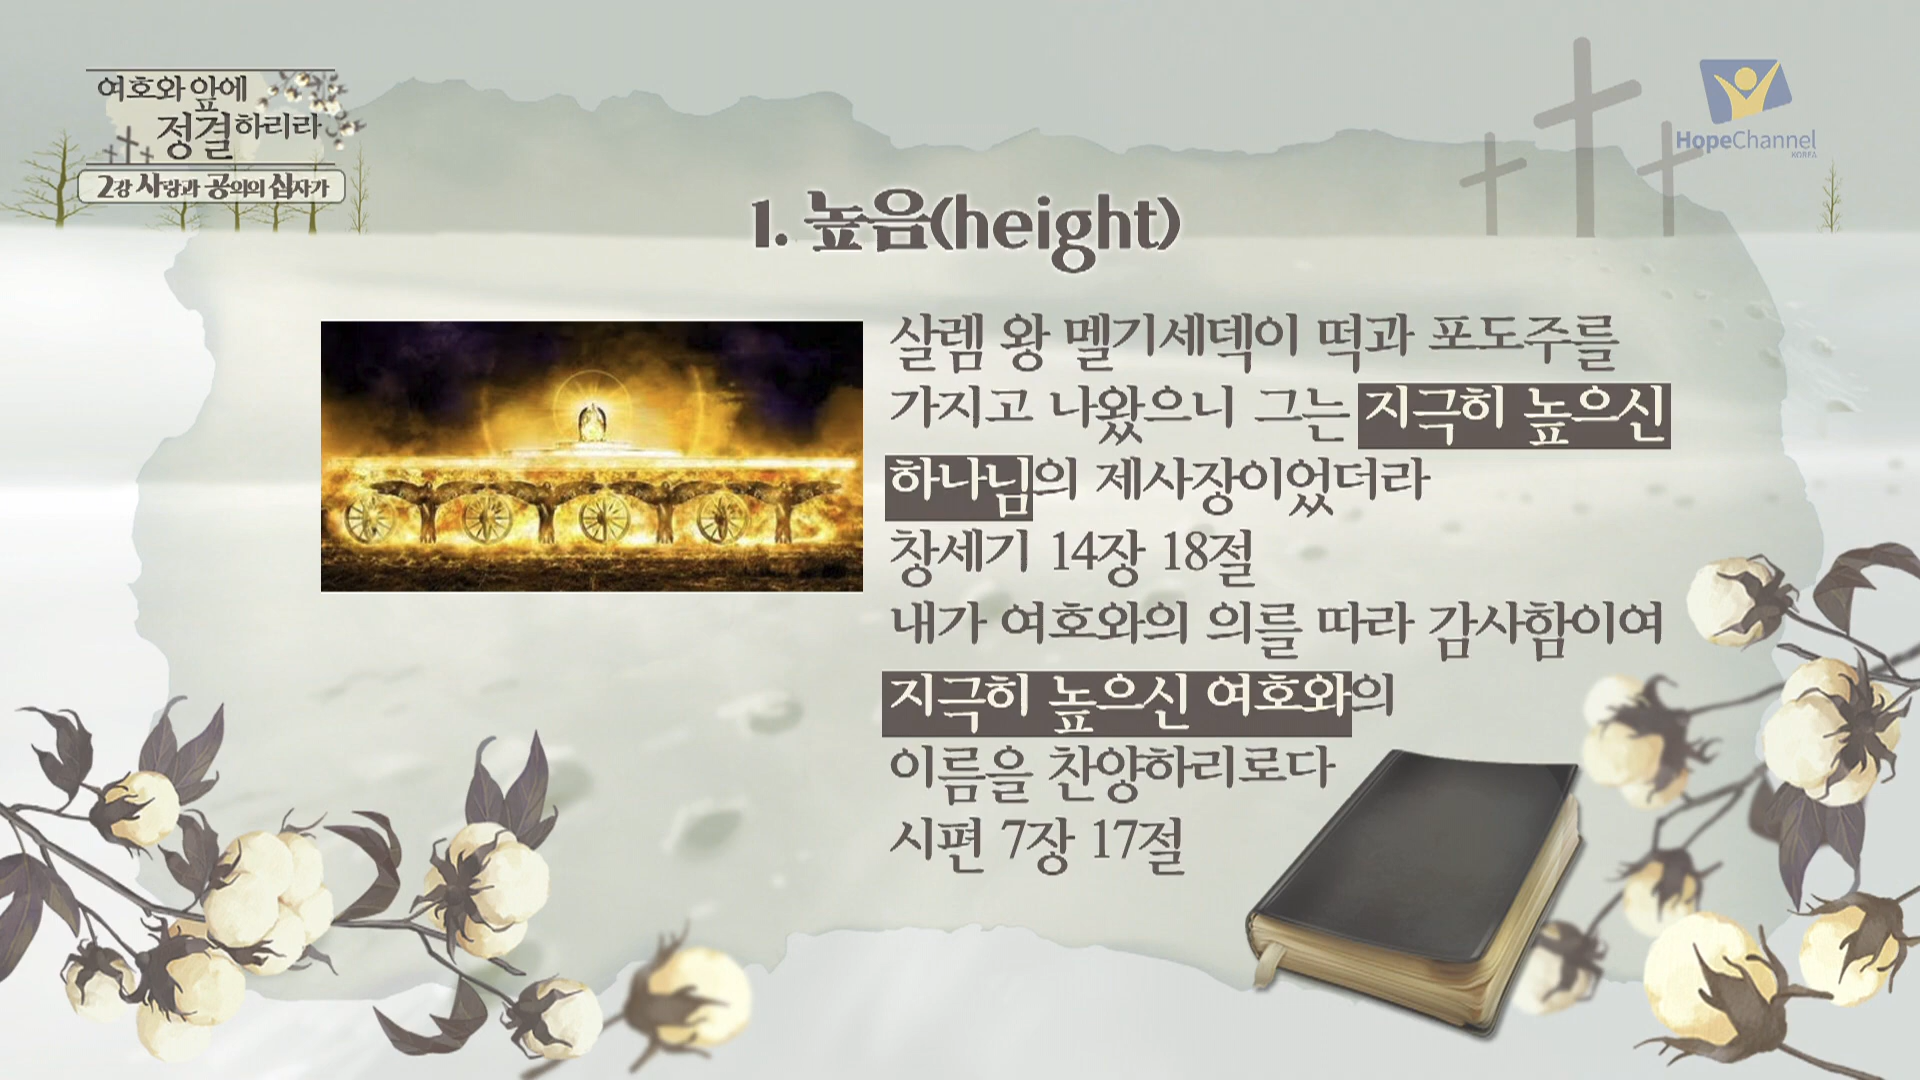 여호와 앞에
정결하리라
2강 사랑과 공의의 십자가
HopeChannel
KOREA
1. 높음(height)
살렘 왕 멜기세덱이 떡과 포도주를
가지고 나왔으니 그는 지극히 높으신
하나님의 제사장이었더라
창세기 14장 18절
내가 여호와의 의를 따라 감사함이여
지극히 높으신 여호와의
이름을 찬양하리로다
시편 7장 17절